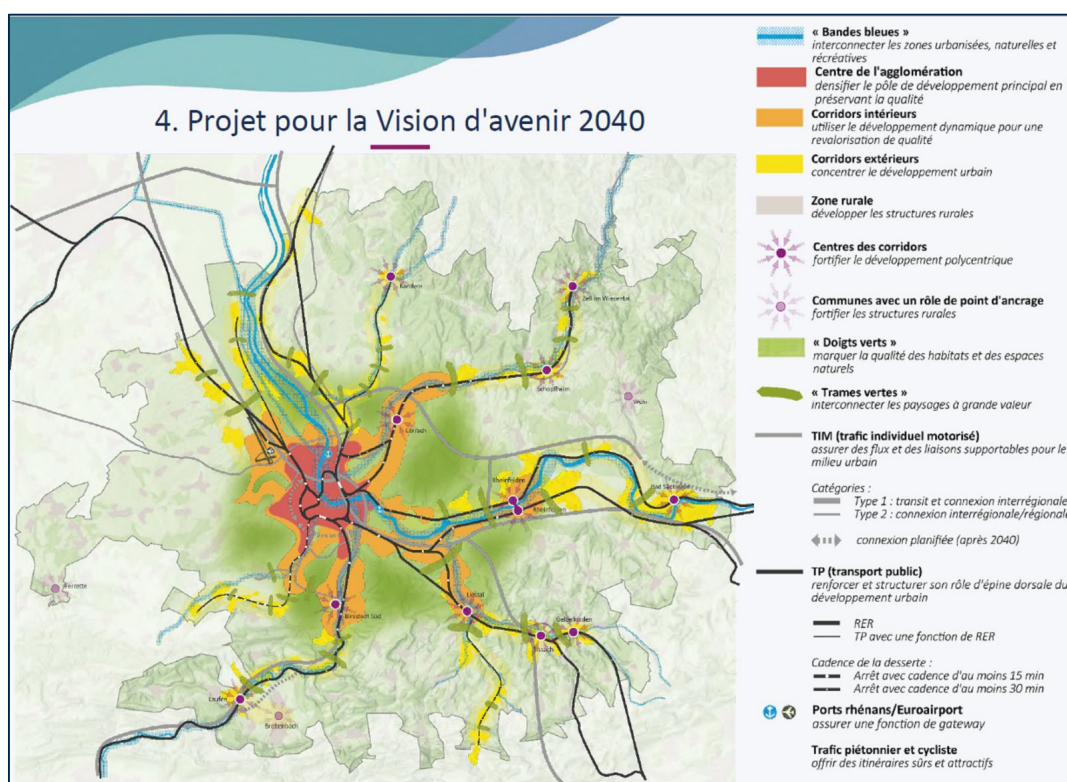 4. Projet pour la Vision d'avenir 2040
« Bandes bleues »
interconnecter les zones urbanisées, naturelles et
récréatives
Centre de l'agglomération
densifier le pôle de développement principal en
préservant la qualité
Corridors intérieurs
utiliser le développement dynamique pour une
revalorisation de qualité
Corridors extérieurs
concentrer le développement urbain
Zone rurale
développer les structures rurales
Centres des corridors
fortifier le développement polycentrique
Communes avec un rôle de point d'ancrage
fortifier les structures rurales
« Doigts verts »
marquer la qualité des habitats et des espaces
naturels
« Trames vertes »
interconnecter les paysages à grande valeur
TIM (trafic individuel motorisé)
assurer des flux et des liaisons supportables pour le
milieu urbain
Catégories :
Type 1 : transit et connexion interrégionale
Type 2 : connexion interrégionale/régionale
connexion planifiée (après 2040)
TP (transport public)
renforcer et structurer son rôle d'épine dorsale du
développement urbain
RER
TP avec une fonction de RER
Cadence de la desserte :
Arrêt avec cadence d'au moins 15 min
Arrêt avec cadence d'au moins 30 min
Ports rhénans/Euroairport
assurer une fonction de gateway
Trafic piétonnier et cycliste
offrir des itinéraires sûrs et attractifs
Kandern
Zell im Wiesental
Schopfheim
Wehr
Lörrach
Rheinfelden
Rheinfelden
Bad Säckingen
Ferrette
Birsstadt Süd
Liestal
Sissach
Gelterkinden
Laufen
Breitenbach